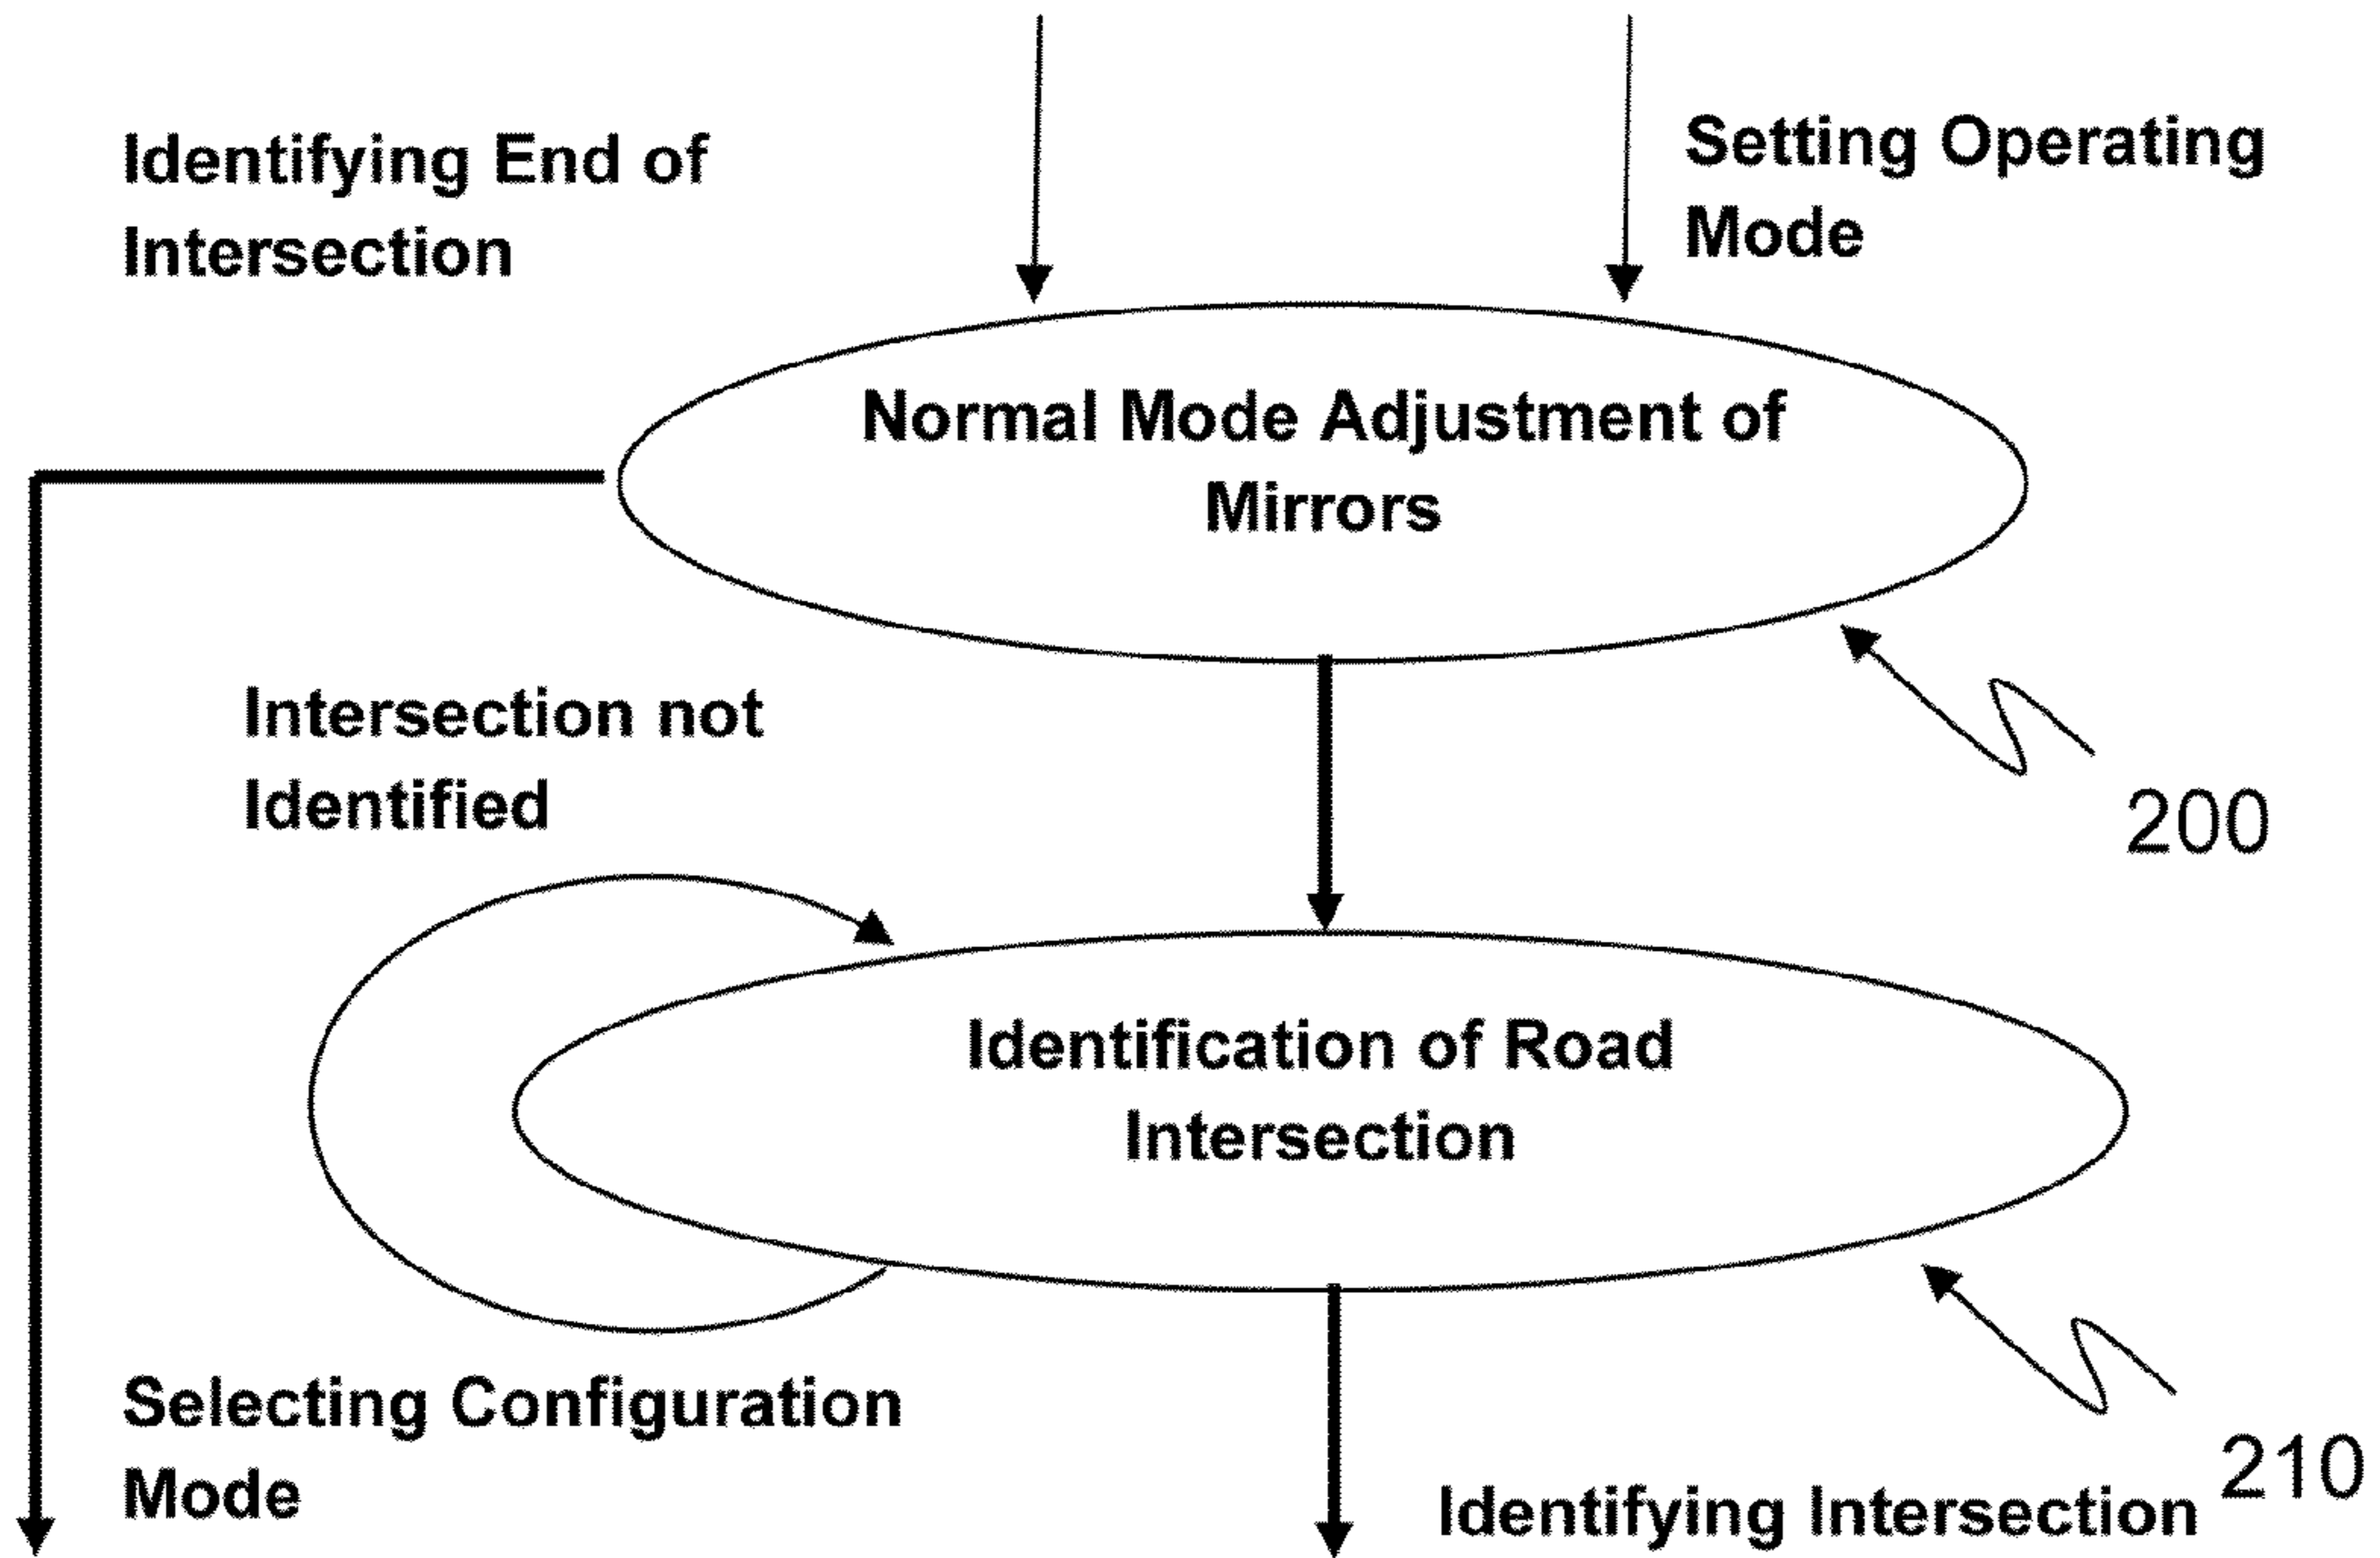 Identifying End of
Intersection
Setting Operating
Mode
Normal Mode Adjustment of
Mirrors
Intersection not
Identified
200
Identification of Road
Intersection
Selecting Configuration
Mode
Identifying Intersection
210